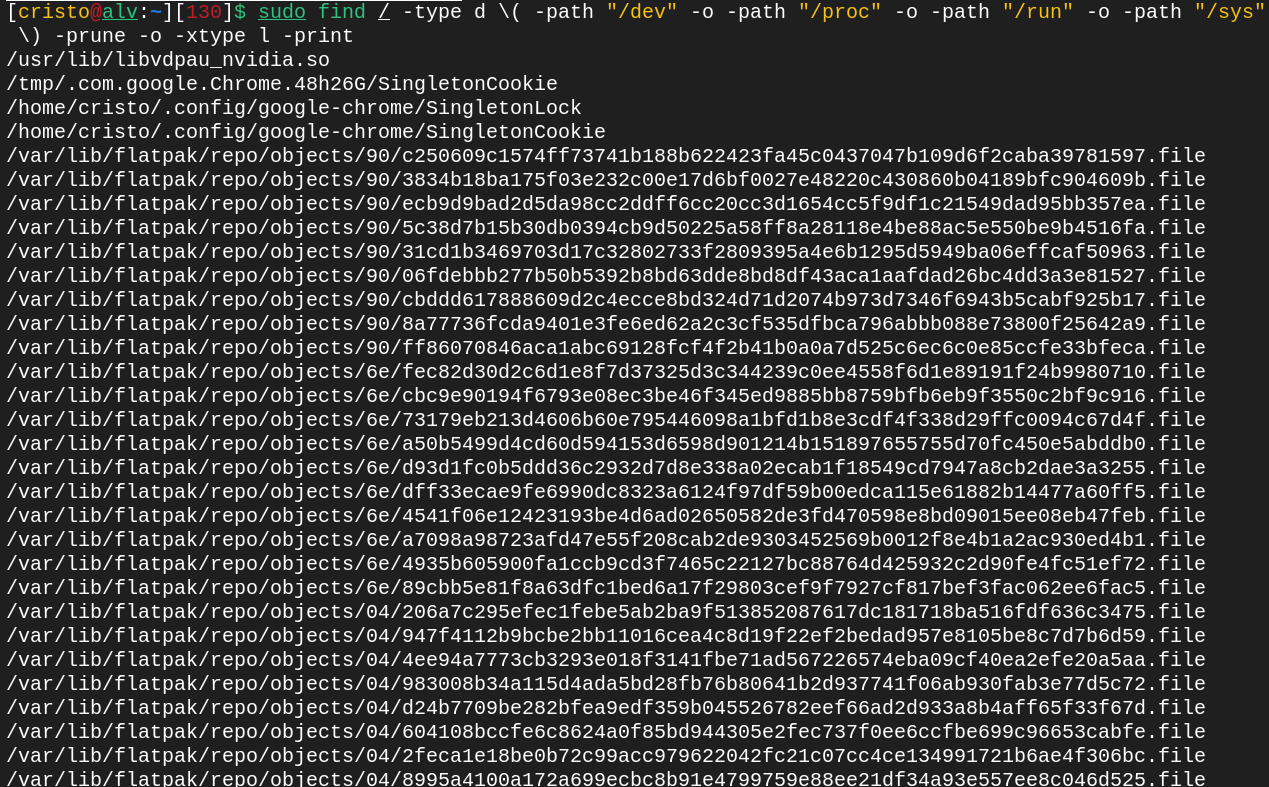 [cristo@alv:~][130]$ sudo find / -type d \( -path "/dev" -o -path "/proc" -o -path "/run" -o -path "/sys"
 \) -prune -o -xtype l -print
/usr/lib/libvdpau_nvidia.so
/tmp/.com.google.Chrome.48h26G/SingletonCookie
/home/cristo/.config/google-chrome/SingletonLock
/home/cristo/.config/google-chrome/SingletonCookie
/var/lib/flatpak/repo/objects/90/c250609c1574ff73741b188b622423fa45c0437047b109d6f2caba39781597.file
/var/lib/flatpak/repo/objects/90/3834b18ba175f03e232c00e17d6bf0027e48220c430860b04189bfc904609b.file
/var/lib/flatpak/repo/objects/90/ecb9d9bad2d5da98cc2ddff6cc20cc3d1654cc5f9df1c21549dad95bb357ea.file
/var/lib/flatpak/repo/objects/90/5c38d7b15b30db0394cb9d50225a58ff8a28118e4be88ac5e550be9b4516fa.file
/var/lib/flatpak/repo/objects/90/31cd1b3469703d17c32802733f2809395a4e6b1295d5949ba06effcaf50963.file
/var/lib/flatpak/repo/objects/90/06fdebbb277b50b5392b8bd63dde8bd8df43aca1aafdad26bc4dd3a3e81527.file
/var/lib/flatpak/repo/objects/90/cbddd617888609d2c4ecce8bd324d71d2074b973d7346f6943b5cabf925b17.file
/var/lib/flatpak/repo/objects/90/8a77736fcda9401e3fe6ed62a2c3cf535dfbca796abbb088e73800f25642a9.file
/var/lib/flatpak/repo/objects/90/ff86070846aca1abc69128fcf4f2b41b0a0a7d525c6ec6c0e85ccfe33bfeca.file
/var/lib/flatpak/repo/objects/6e/fec82d30d2c6d1e8f7d37325d3c344239c0ee4558f6d1e89191f24b9980710.file
/var/lib/flatpak/repo/objects/6e/cbc9e90194f6793e08ec3be46f345ed9885bb8759bfb6eb9f3550c2bf9c916.file
/var/lib/flatpak/repo/objects/6e/73179eb213d4606b60e795446098a1bfd1b8e3cdf4f338d29ffc0094c67d4f.file
/var/lib/flatpak/repo/objects/6e/a50b5499d4cd60d594153d6598d901214b151897655755d70fc450e5abddb0.file
/var/lib/flatpak/repo/objects/6e/d93d1fc0b5ddd36c2932d7d8e338a02ecab1f18549cd7947a8cb2dae3a3255.file
/var/lib/flatpak/repo/objects/6e/dff33ecae9fe6990dc8323a6124f97df59b00edca115e61882b14477a60ff5.file
/var/lib/flatpak/repo/objects/6e/4541f06e12423193be4d6ad02650582de3fd470598e8bd09015ee08eb47feb.file
/var/lib/flatpak/repo/objects/6e/a7098a98723afd47e55f208cab2de9303452569b0012f8e4b1a2ac930ed4b1.file
/var/lib/flatpak/repo/objects/6e/4935b605900fa1ccb9cd3f7465c22127bc88764d425932c2d90fe4fc51ef72.file
/var/lib/flatpak/repo/objects/6e/89cbb5e81f8a63dfc1bed6a17f29803cef9f7927cf817bef3fac062ee6fac5.file
/var/lib/flatpak/repo/objects/04/206a7c295efec1febe5ab2ba9f513852087617dc181718ba516fdf636c3475.file
/var/lib/flatpak/repo/objects/04/947f4112b9bcbe2bb11016cea4c8d19f22ef2bedad957e8105be8c7d7b6d59.file
/var/lib/flatpak/repo/objects/04/4ee94a7773cb3293e018f3141fbe71ad567226574eba09cf40ea2efe20a5aa.file
/var/lib/flatpak/repo/objects/04/983008b34a115d4ada5bd28fb76b80641b2d937741f06ab930fab3e77d5c72.file
/var/lib/flatpak/repo/objects/04/d24b7709be282bfea9edf359b045526782eef66ad2d933a8b4aff65f33f67d.file
/var/lib/flatpak/repo/objects/04/604108bccfe6c8624a0f85bd944305e2fec737f0ee6ccfbe699c96653cabfe.file
/var/lib/flatpak/repo/objects/04/2feca1e18be0b72c99acc979622042fc21c07cc4ce134991721b6ae4f306bc.file
/var/lib/flatpak/repo/objects/04/8995a4100a172a699ecbc8b91e4799759e88ee21df34a93e557ee8c046d525.file